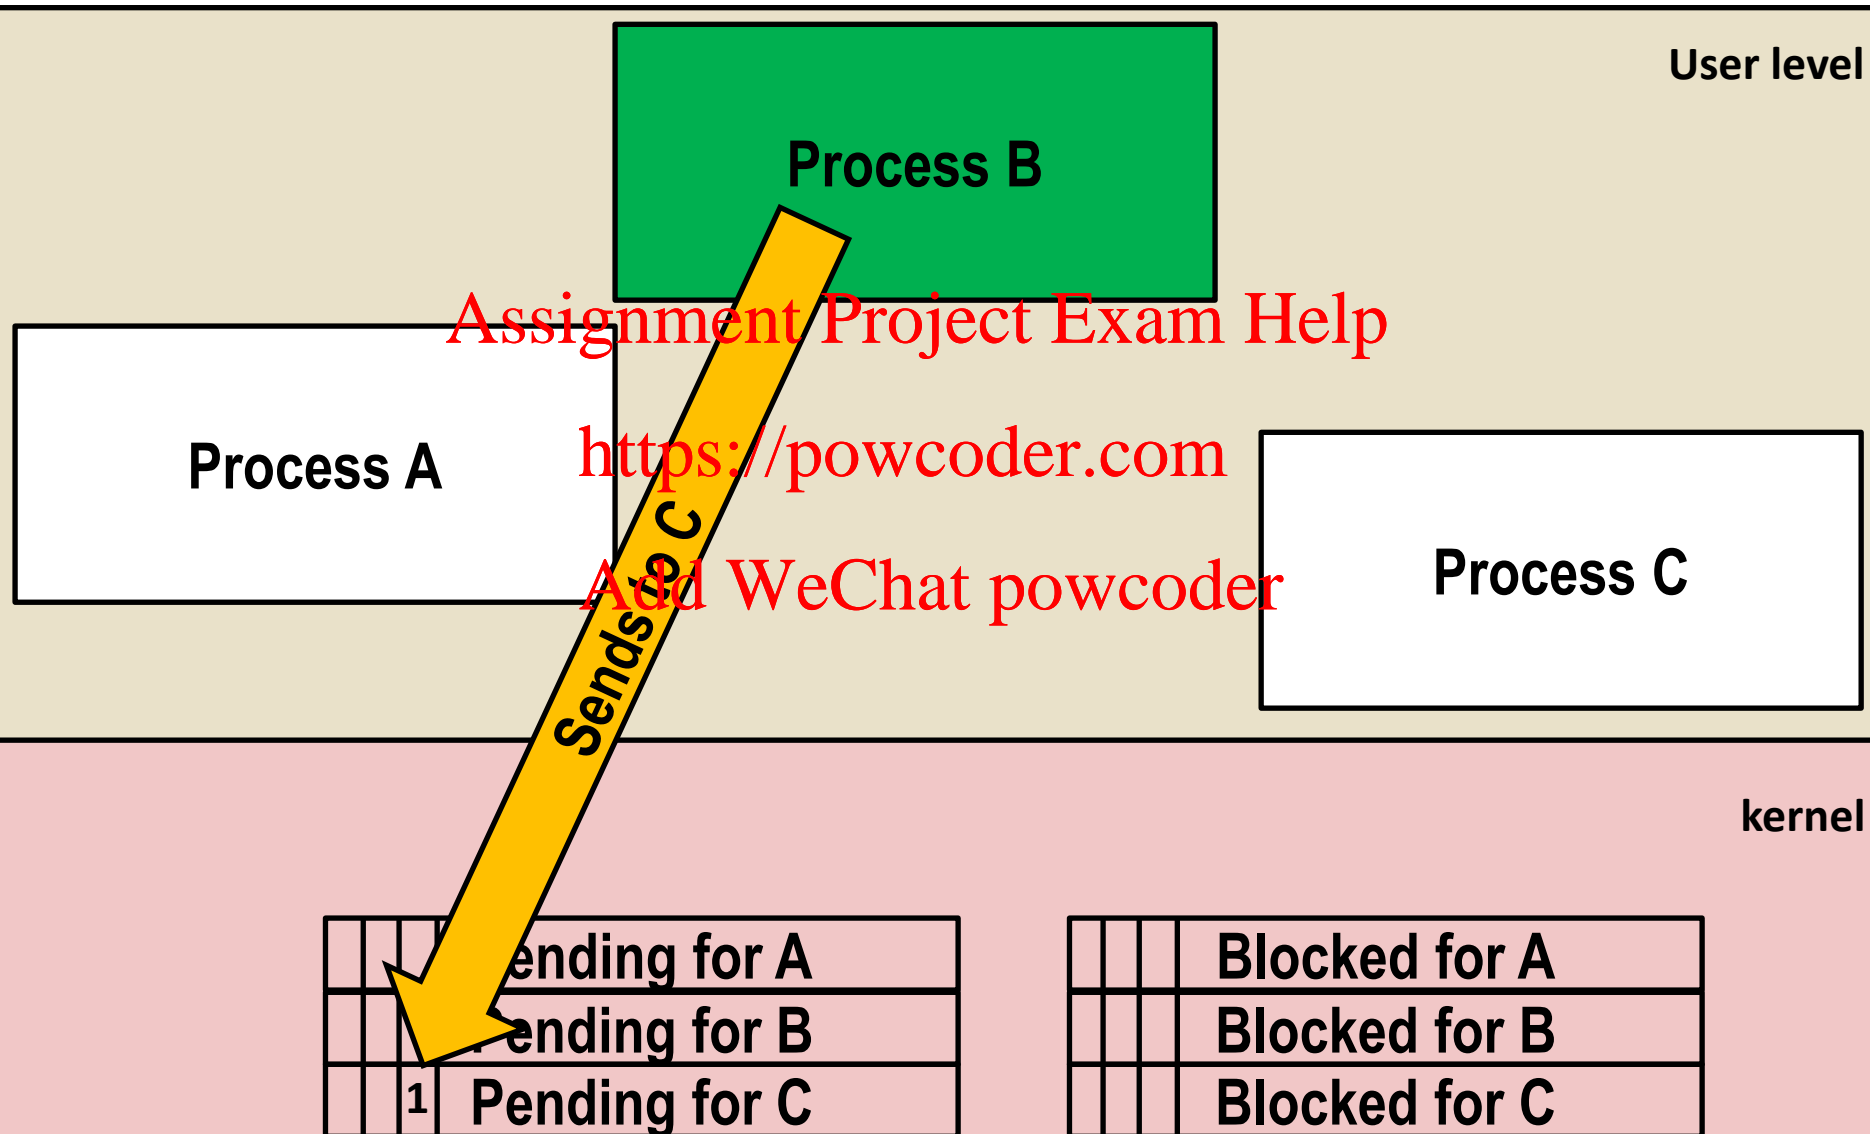 User level
Process B
Assignment Project Exam Help
Process A
https://powcoder.com
Process C
Add WeChat powcoder
Sends to C
kernel
Pending for A
Blocked for A
Pending for B
Blocked for B
1
Pending for C
Blocked for C